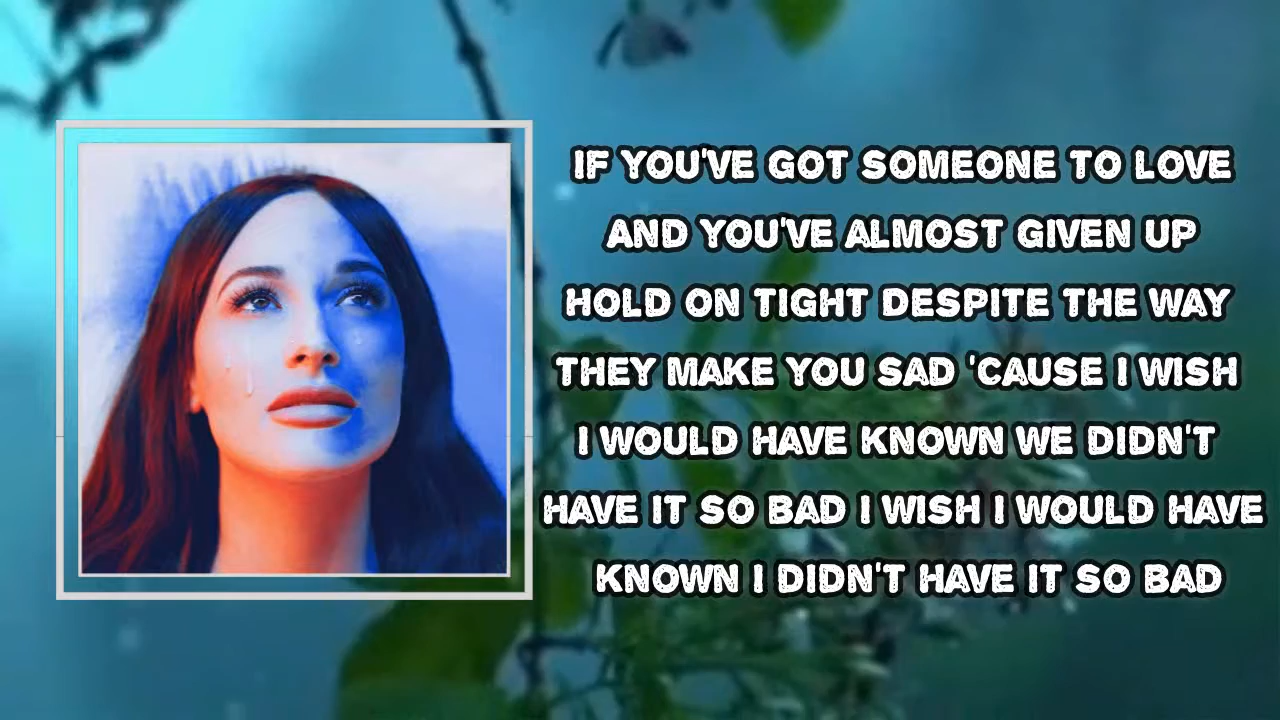 IF YOU'VE GOT SOMEONE TO LOVE
AND YOU'VE ALMOST GIVEN UP
HOLD ON TIGHT DESPITE THE WAY
THEY MAKE YOU SAD 'CAUSE I WISH
I WOULD HAVE KNOWN WE DIDN'T
HAVE IT SO BAD I WISH I WOULD HAVE
KNOWN I DIDN'T HAVE IT SO BAD